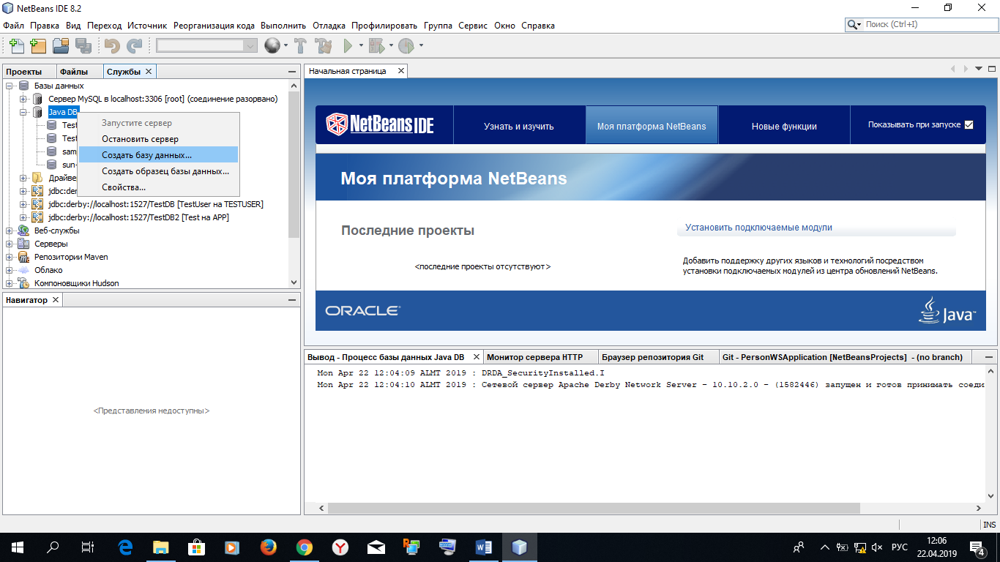 NetBeans IDE 8.2
Файл Правка Вид Переход Источник Реорганизация кода Выполнить Отладка Профилировать Группа Сервис Окно Справка
Поиск (Ctrl+I)
Проекты Файлы Службы
Базы данных
Сервер MySQL в localhost:3306 [root] (соединение разорвано)
Java DB
Test
Test
sam
sun-
Драйве
jdbc:der
jdbc:derby://localhost:1527/TestDB [TestUser на TESTUSER]
jdbc:derby://localhost:1527/TestDB2 [Test на APP]
Веб-службы
Серверы
Репозитории Maven
Облако
Компоновщики Hudson
Запустите сервер
Остановить сервер
Создать базу данных...
Создать образец базы данных...
Свойства...
Навигатор
<Представления недоступны>
Начальная страница
NetBeans IDE
Узнать и изучить
Моя платформа NetBeans
Новые функции
Показывать при запуске
Моя платформа NetBeans
Последние проекты
<последние проекты отсутствуют>
Установить подключаемые модули
Добавить поддержку других языков и технологий посредством
установки подключаемых модулей из центра обновлений NetBeans.
ORACLE
Java
Вывод - Процесс базы данных Java DB Монитор сервера HTTP Браузер репозитория Git Git - PersonWSApplication [NetBeansProjects] - (no branch)
Mon Apr 22 12:04:09 ALMT 2019 : DRDA_SecurityInstalled.I
Mon Apr 22 12:04:10 ALMT 2019 : Сетевой сервер Apache Derby Network Server - 10.10.2.0 - (1582446) запущен и готов принимать соеди
INS
РУС
12:06
22.04.2019
4